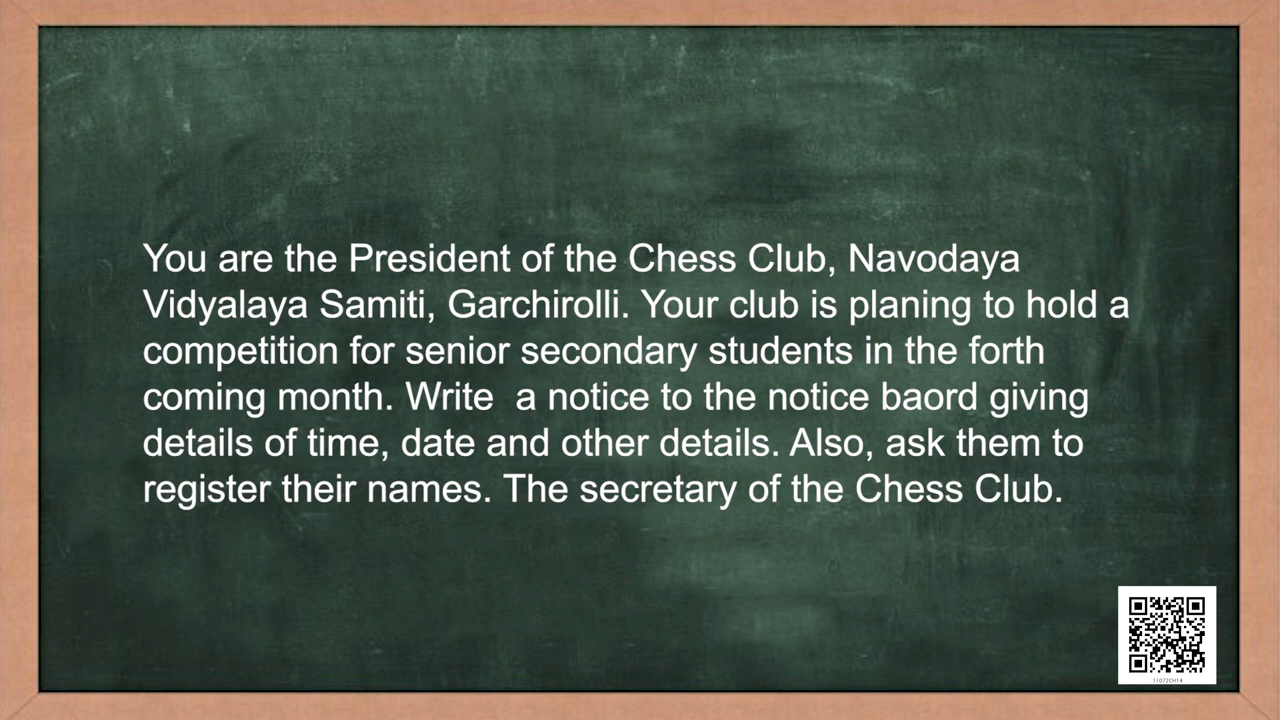 You are the President of the Chess Club, Navodaya
Vidyalaya Samiti, Garchirolli. Your club is planing to hold a
competition for senior secondary students in the forth
coming month. Write  a notice to the notice baord giving
details of time, date and other details. Also, ask them to
register their names. The secretary of the Chess Club.
11072CH14